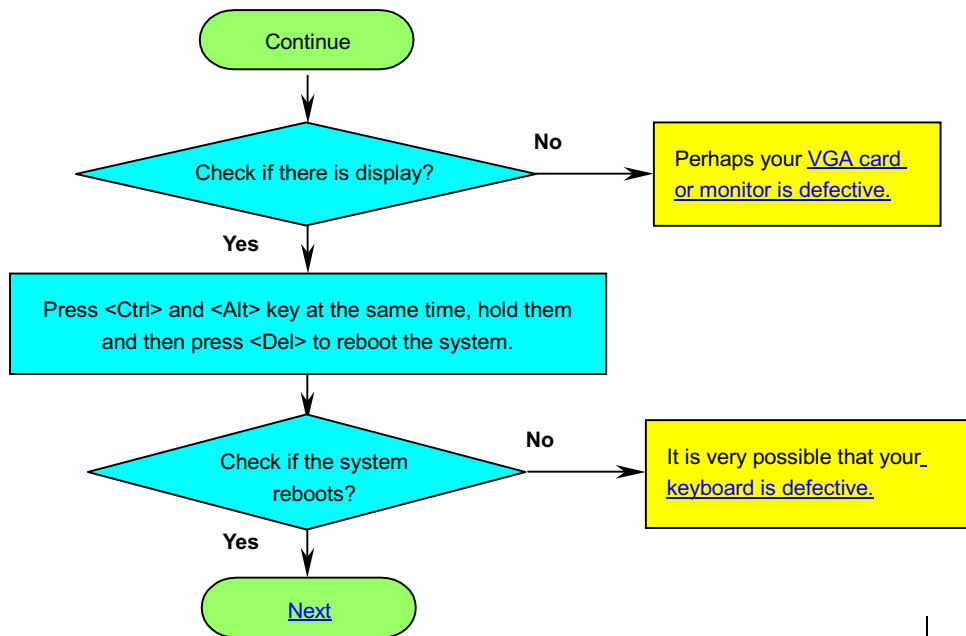 Continue
Check if there is display?
No
Perhaps your VGA card
or monitor is defective.
Yes
Press <Ctrl> and <Alt> key at the same time, hold them
and then press <Del> to reboot the system.
Check if the system
reboots?
No
It is very possible that your
keyboard is defective.
Yes
Next